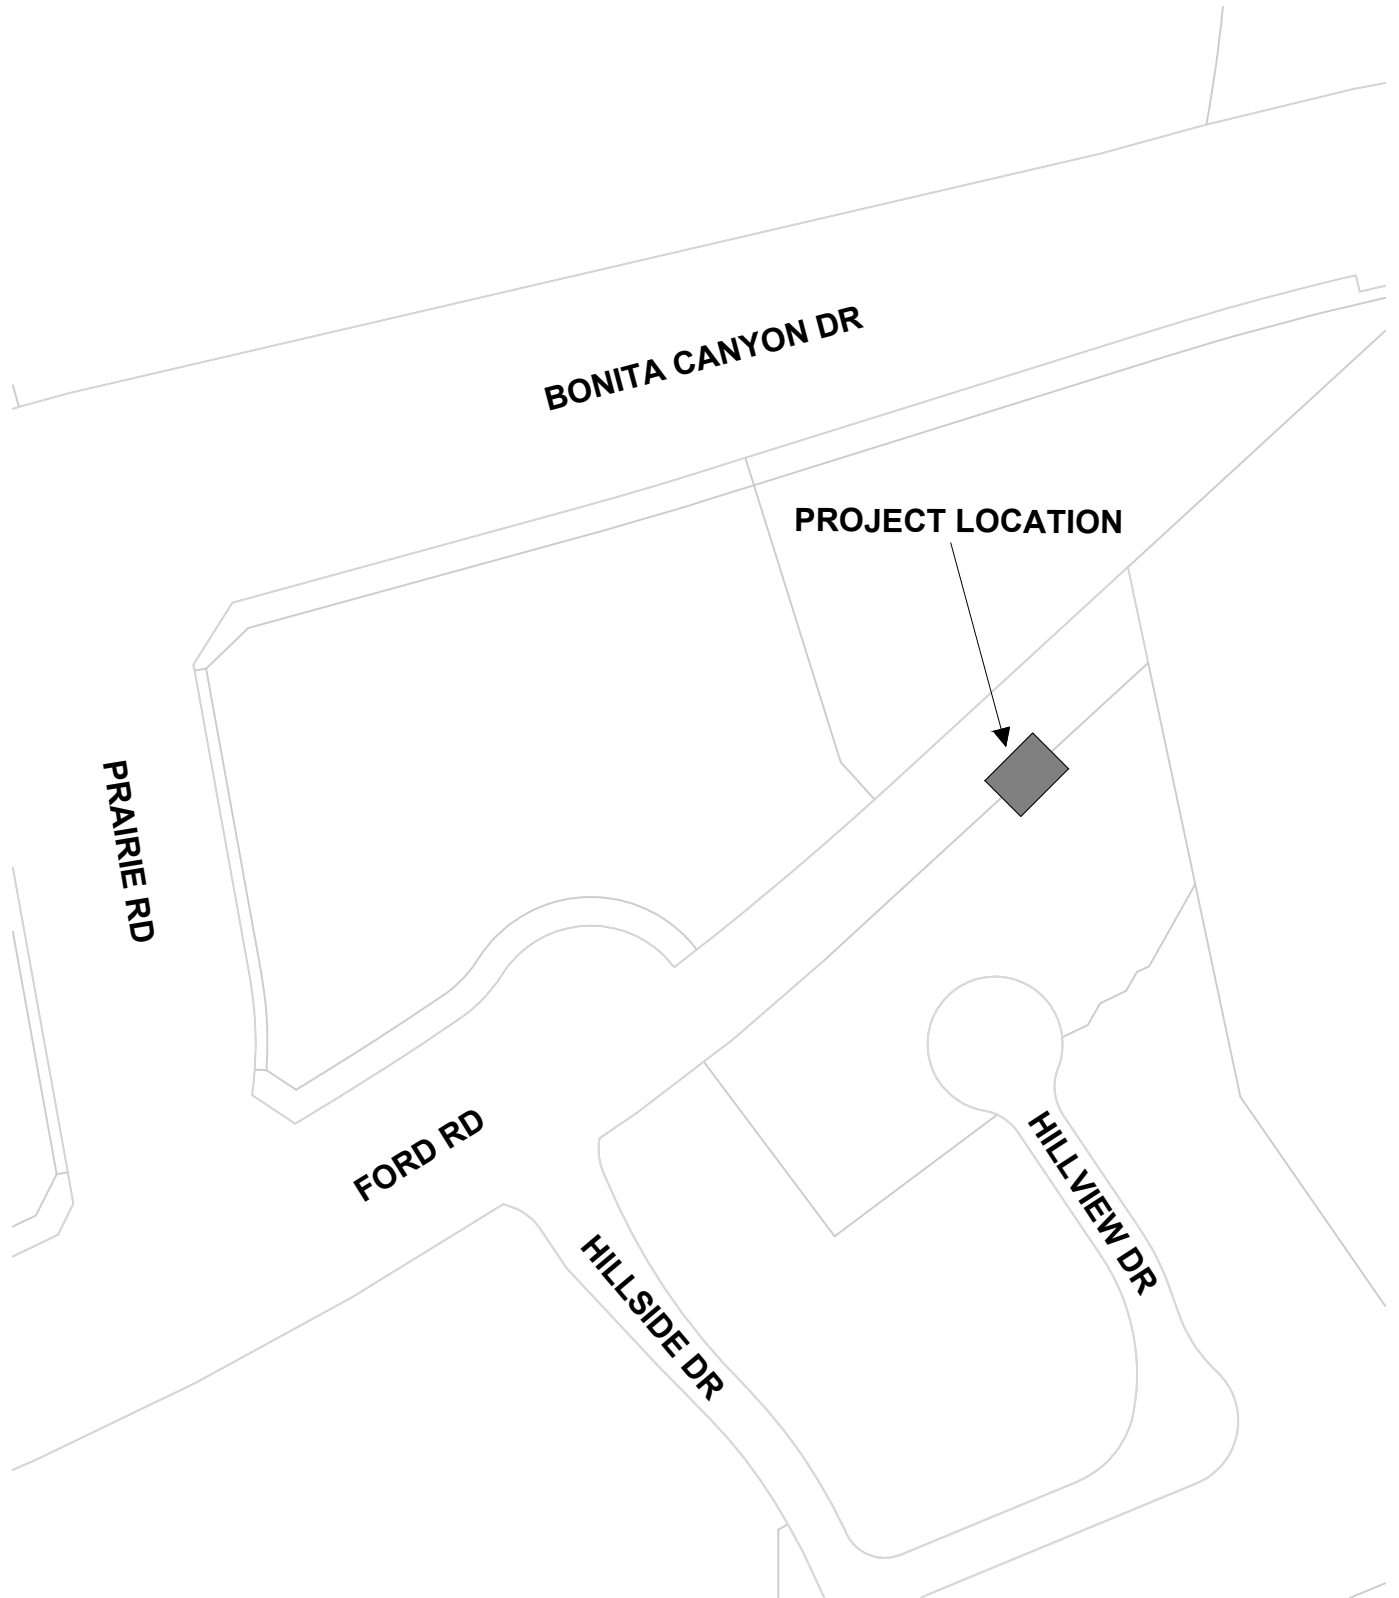 BONITA CANYON DR
PROJECT LOCATION
PRAIRIE RD
FORD RD
HILLVIEW DR
HILLSIDE DR